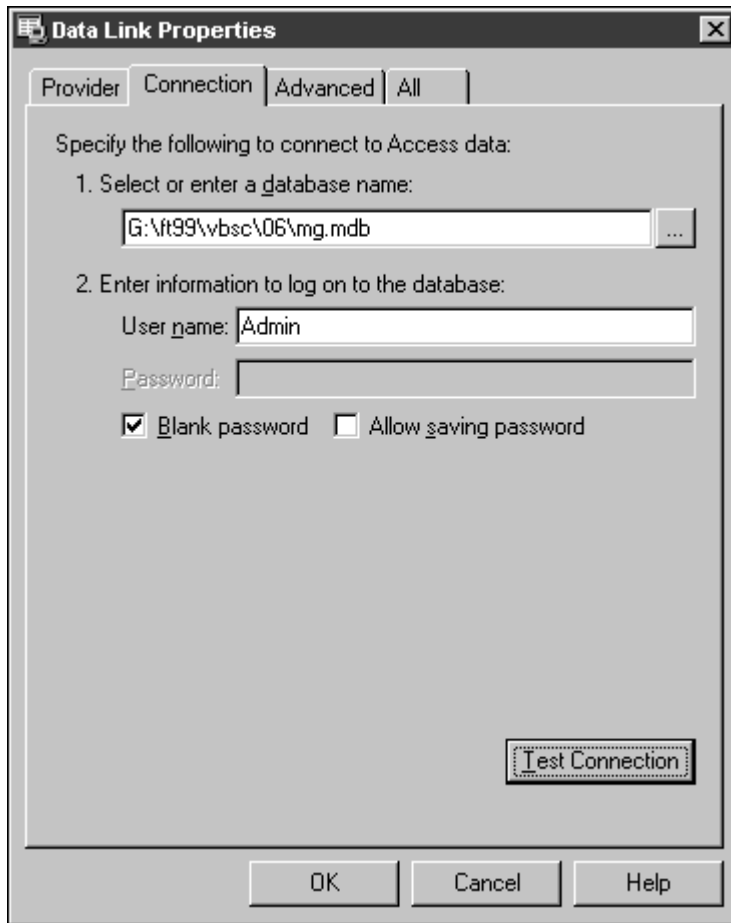 Data Link Properties
Provider Connection Advanced All
Specify the following to connect to Access data:
1. Select or enter a database name:
G:\ft99\vbsc\06\mg.mdb ...
2. Enter information to log on to the database:
User name: Admin
Password:
Blank password Allow saving password
Test Connection
OK Cancel Help